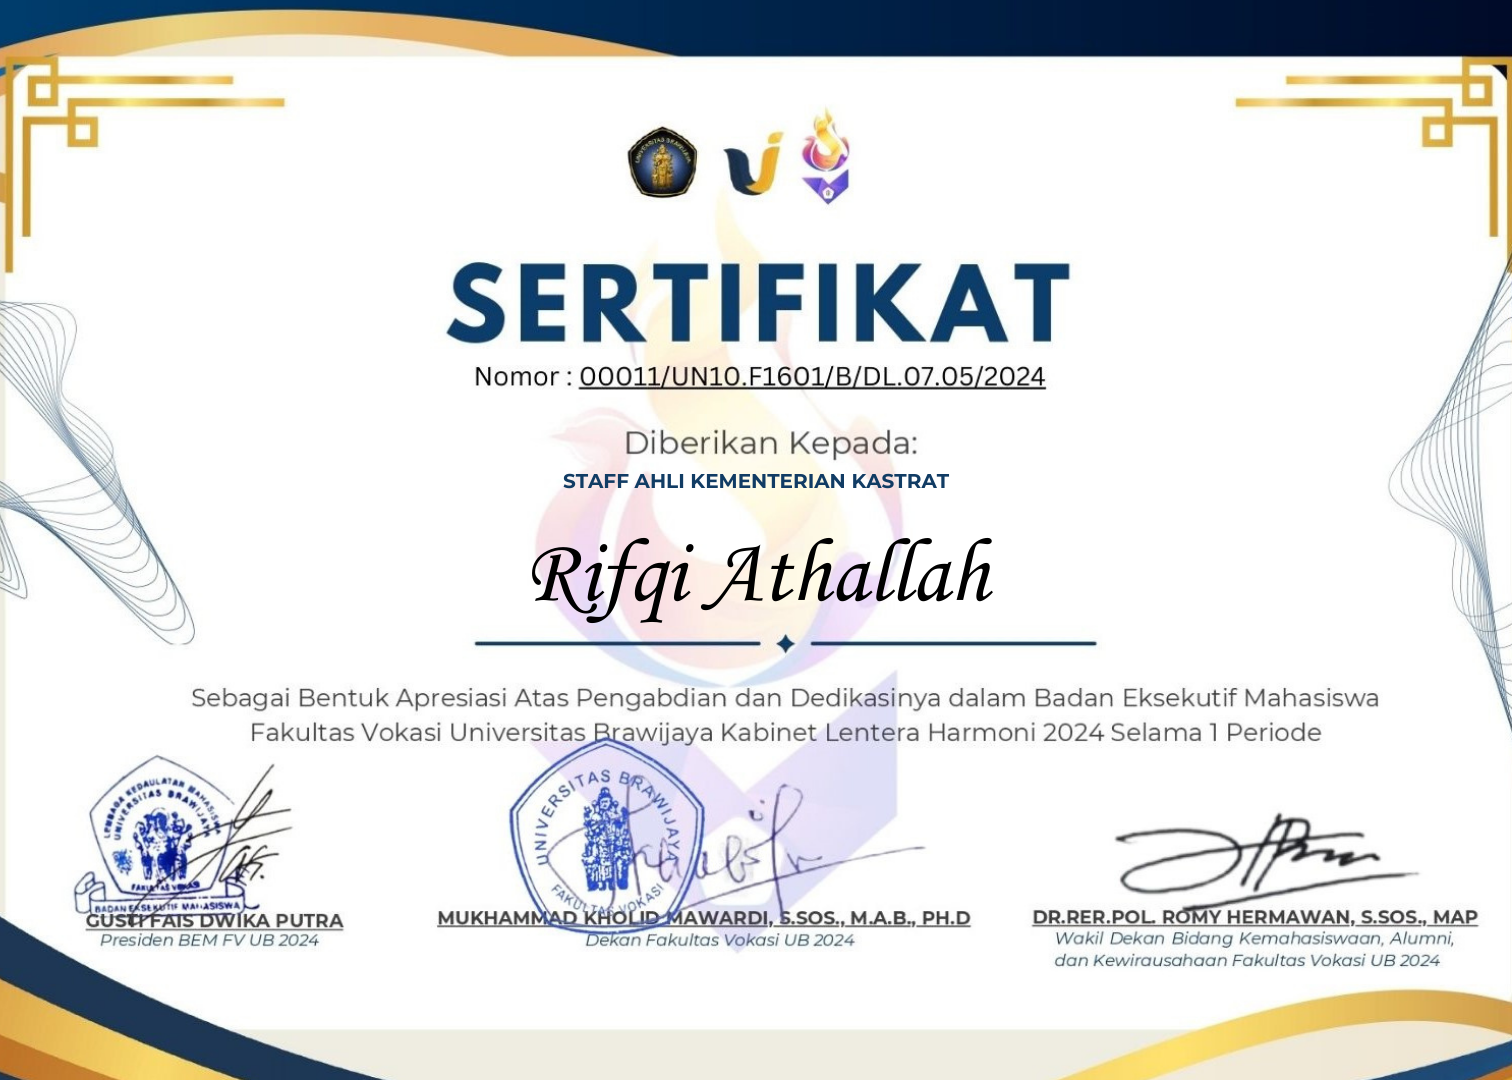 UNIVERSITAS BRAWIJAYA
SERTIFIKAT
Nomor : 00011/UN10.F1601/B/DL.07.05/2024
Diberikan Kepada:
STAFF AHLI KEMENTERIAN KASTRAT
Rifqi Athallah
Sebagai Bentuk Apresiasi Atas Pengabdian dan Dedikasinya dalam Badan Eksekutif Mahasiswa
Fakultas Vokasi Universitas Brawijaya Kabinet Lentera Harmoni 2024 Selama 1 Periode
LEMBAGA KEDAULATAN MAHASISWA
UNIVERSITAS BRAWIJAYA
FAKULTAS VOKASI
BADAN EKSEKUTIF MAHASISWA
GUSTI FAIS DWIKA PUTRA
Presiden BEM FV UB 2024
UNIVERSITAS BRAWIJAYA
FAKULTAS VOKASI
MUKHAMMAD KHOLID MAWARDI, S.SOS., M.A.B., PH.D
Dekan Fakultas Vokasi UB 2024
DR.RER.POL. ROMY HERMAWAN, S.SOS., MAP
Wakil Dekan Bidang Kemahasiswaan, Alumni,
dan Kewirausahaan Fakultas Vokasi UB 2024